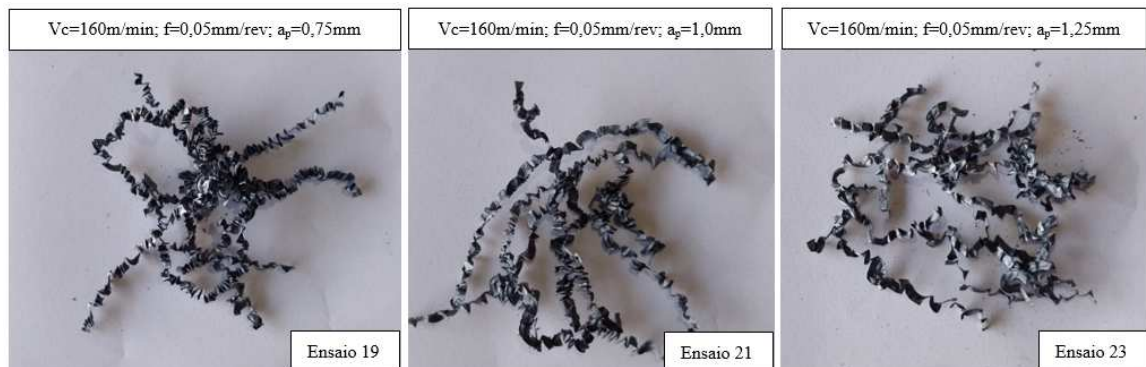 Vc=160m/min; f=0,05mm/rev; aₚ=0,75mm
Vc=160m/min; f=0,05mm/rev; aₚ=1,0mm
Vc=160m/min; f=0,05mm/rev; aₚ=1,25mm
Ensaio 19
Ensaio 21
Ensaio 23